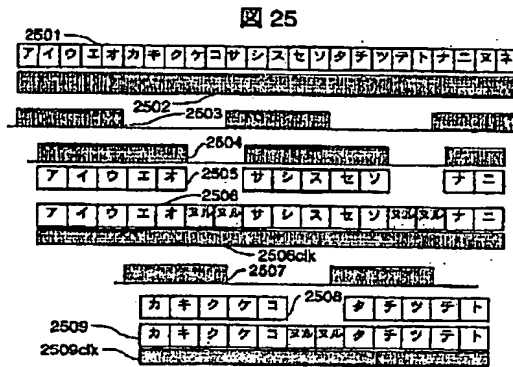 図 25
2501
アイウエオカキクケコサシスセソタチツテトナニヌネ
2502
2503
2504
アイウエオ サシスセソ ナニ
2505
2506
アイウエオヌルヌルサシスセソヌルヌルナニ
2506clk
2507
カキクケコ タチツテト
2508
2509
カキクケコヌルヌルタチツテト
2509clk